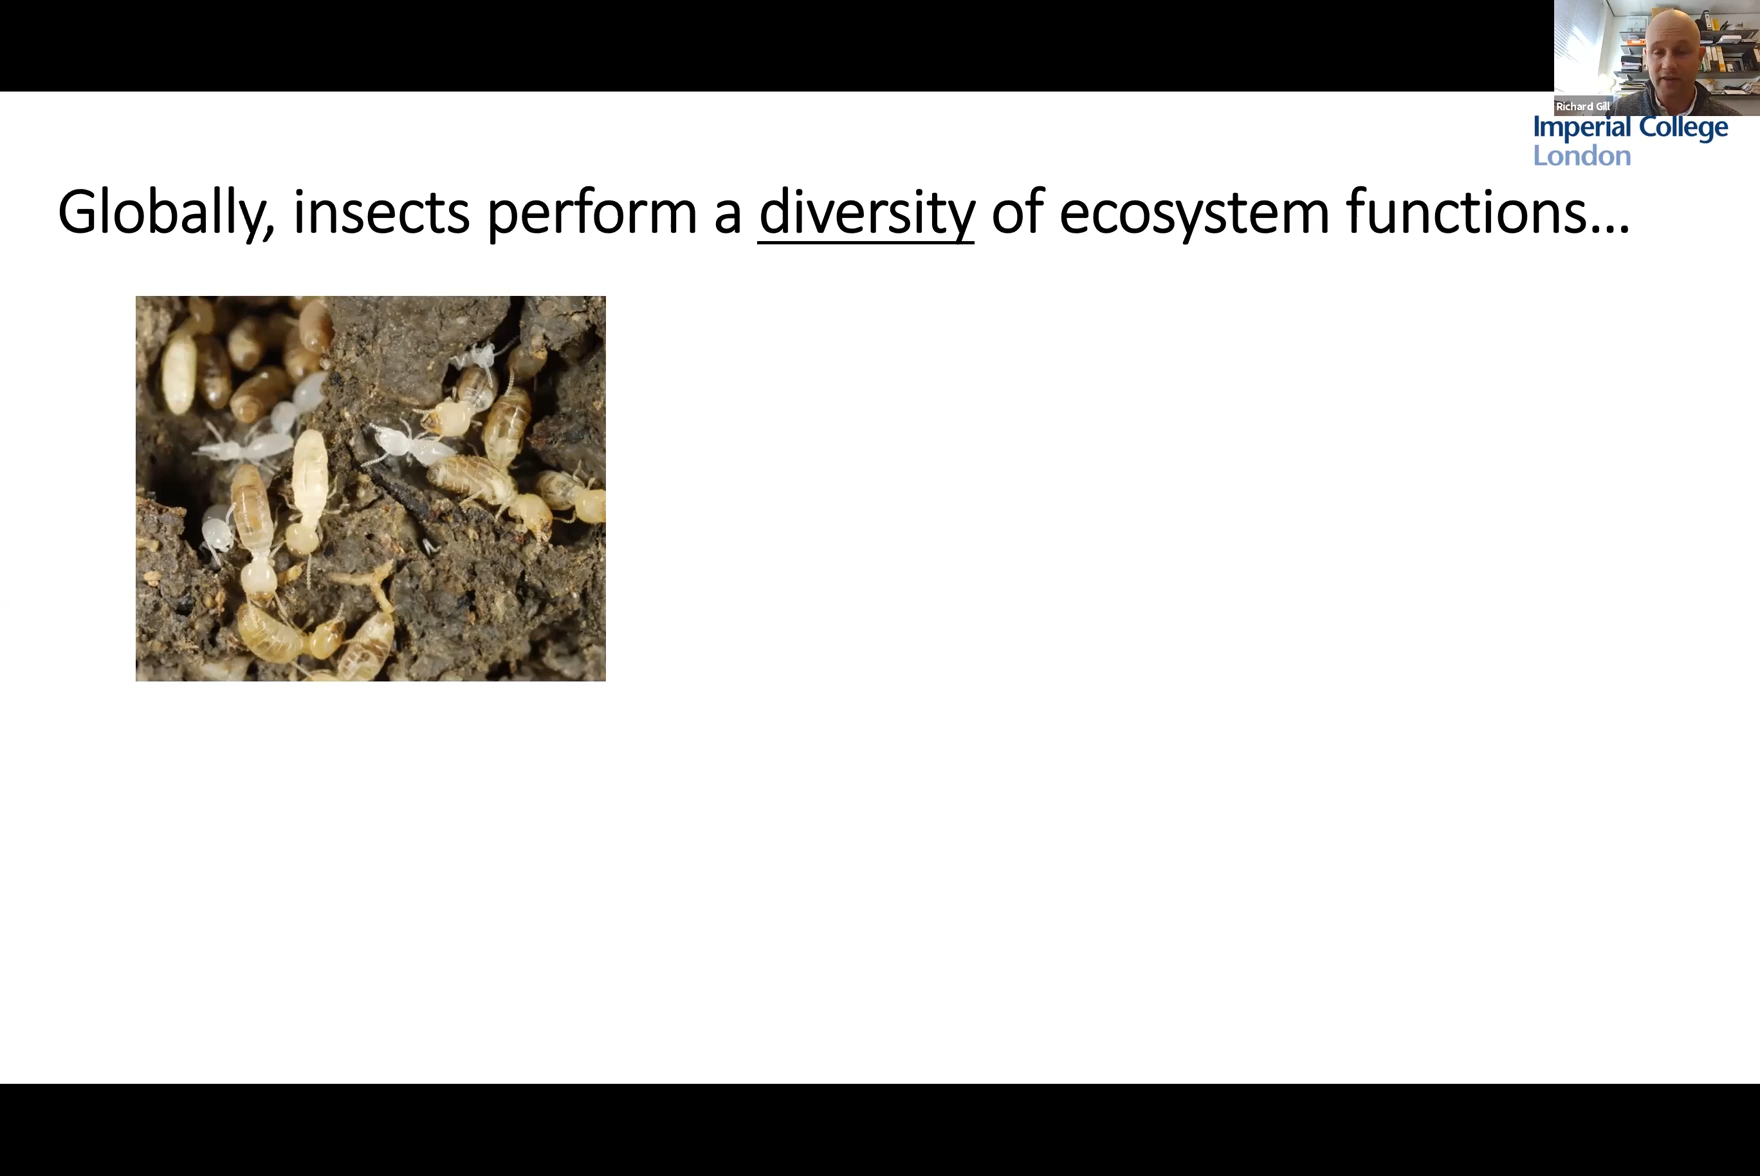 Richard Gill
Imperial College
London
Globally, insects perform a diversity of ecosystem functions...